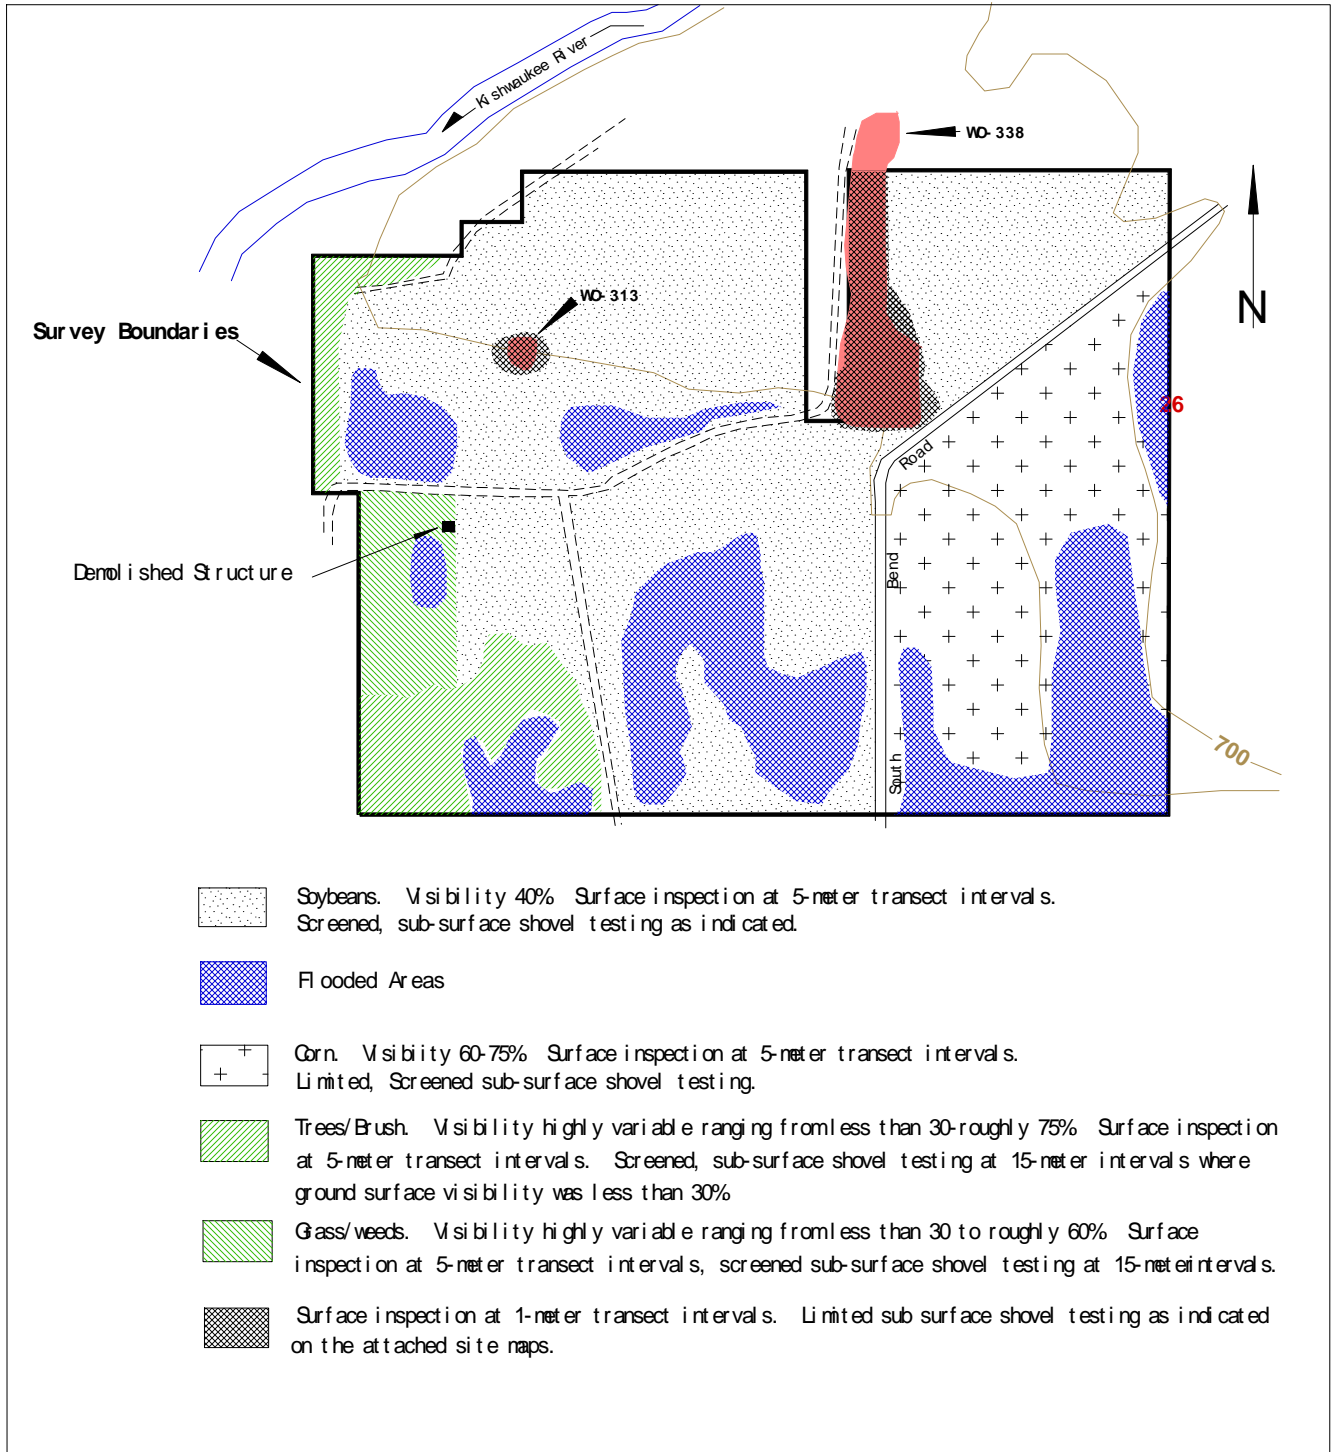 Kishwaukee River
WO-338
WO-313
N
Survey Boundaries
26
Road
Bend
Demolished Structure
700
South
Soybeans. Visibility 40% Surface inspection at 5-meter transect intervals.
Screened, sub-surface shovel testing as indicated.
Flooded Areas
Corn. Visibiity 60-75% Surface inspection at 5-meter transect intervals.
Limited, Screened sub-surface shovel testing.
Trees/Brush. Visibility highly variable ranging from less than 30-roughly 75% Surface inspection
at 5-meter transect intervals. Screened, sub-surface shovel testing at 15-meter intervals where
ground surface visibility was less than 30%
Grass/weeds. Visibility highly variable ranging from less than 30 to roughly 60% Surface
inspection at 5-meter transect intervals, screened sub-surface shovel testing at 15-meter intervals.
Surface inspection at 1-meter transect intervals. Limited sub surface shovel testing as indicated
on the attached site maps.